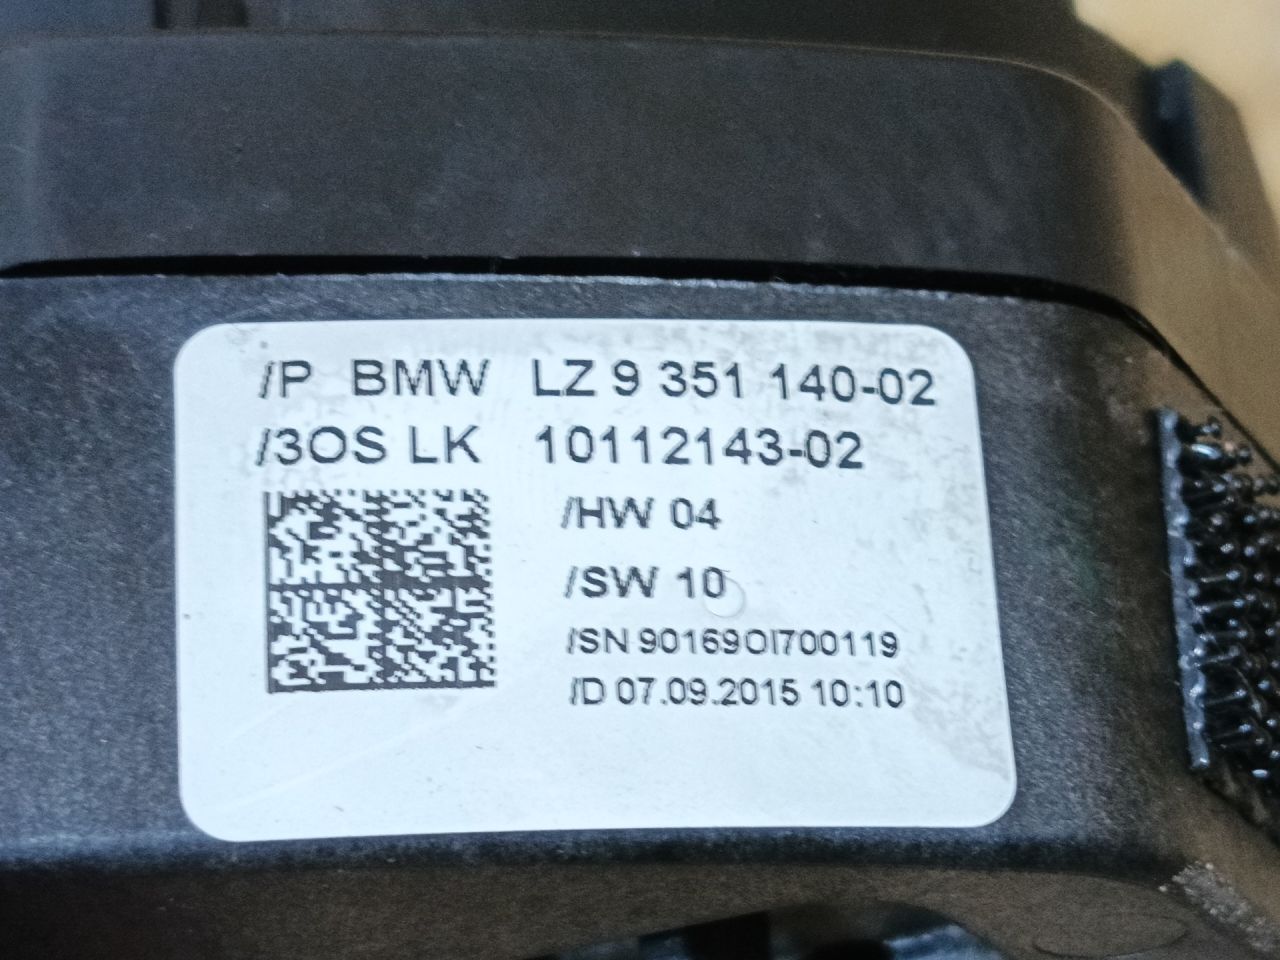 /P BMW LZ 9 351 140-02
/3OS LK 10112143-02
/HW 04
/SW 10
/SN 90169OI700119
/D 07.09.2015 10:10